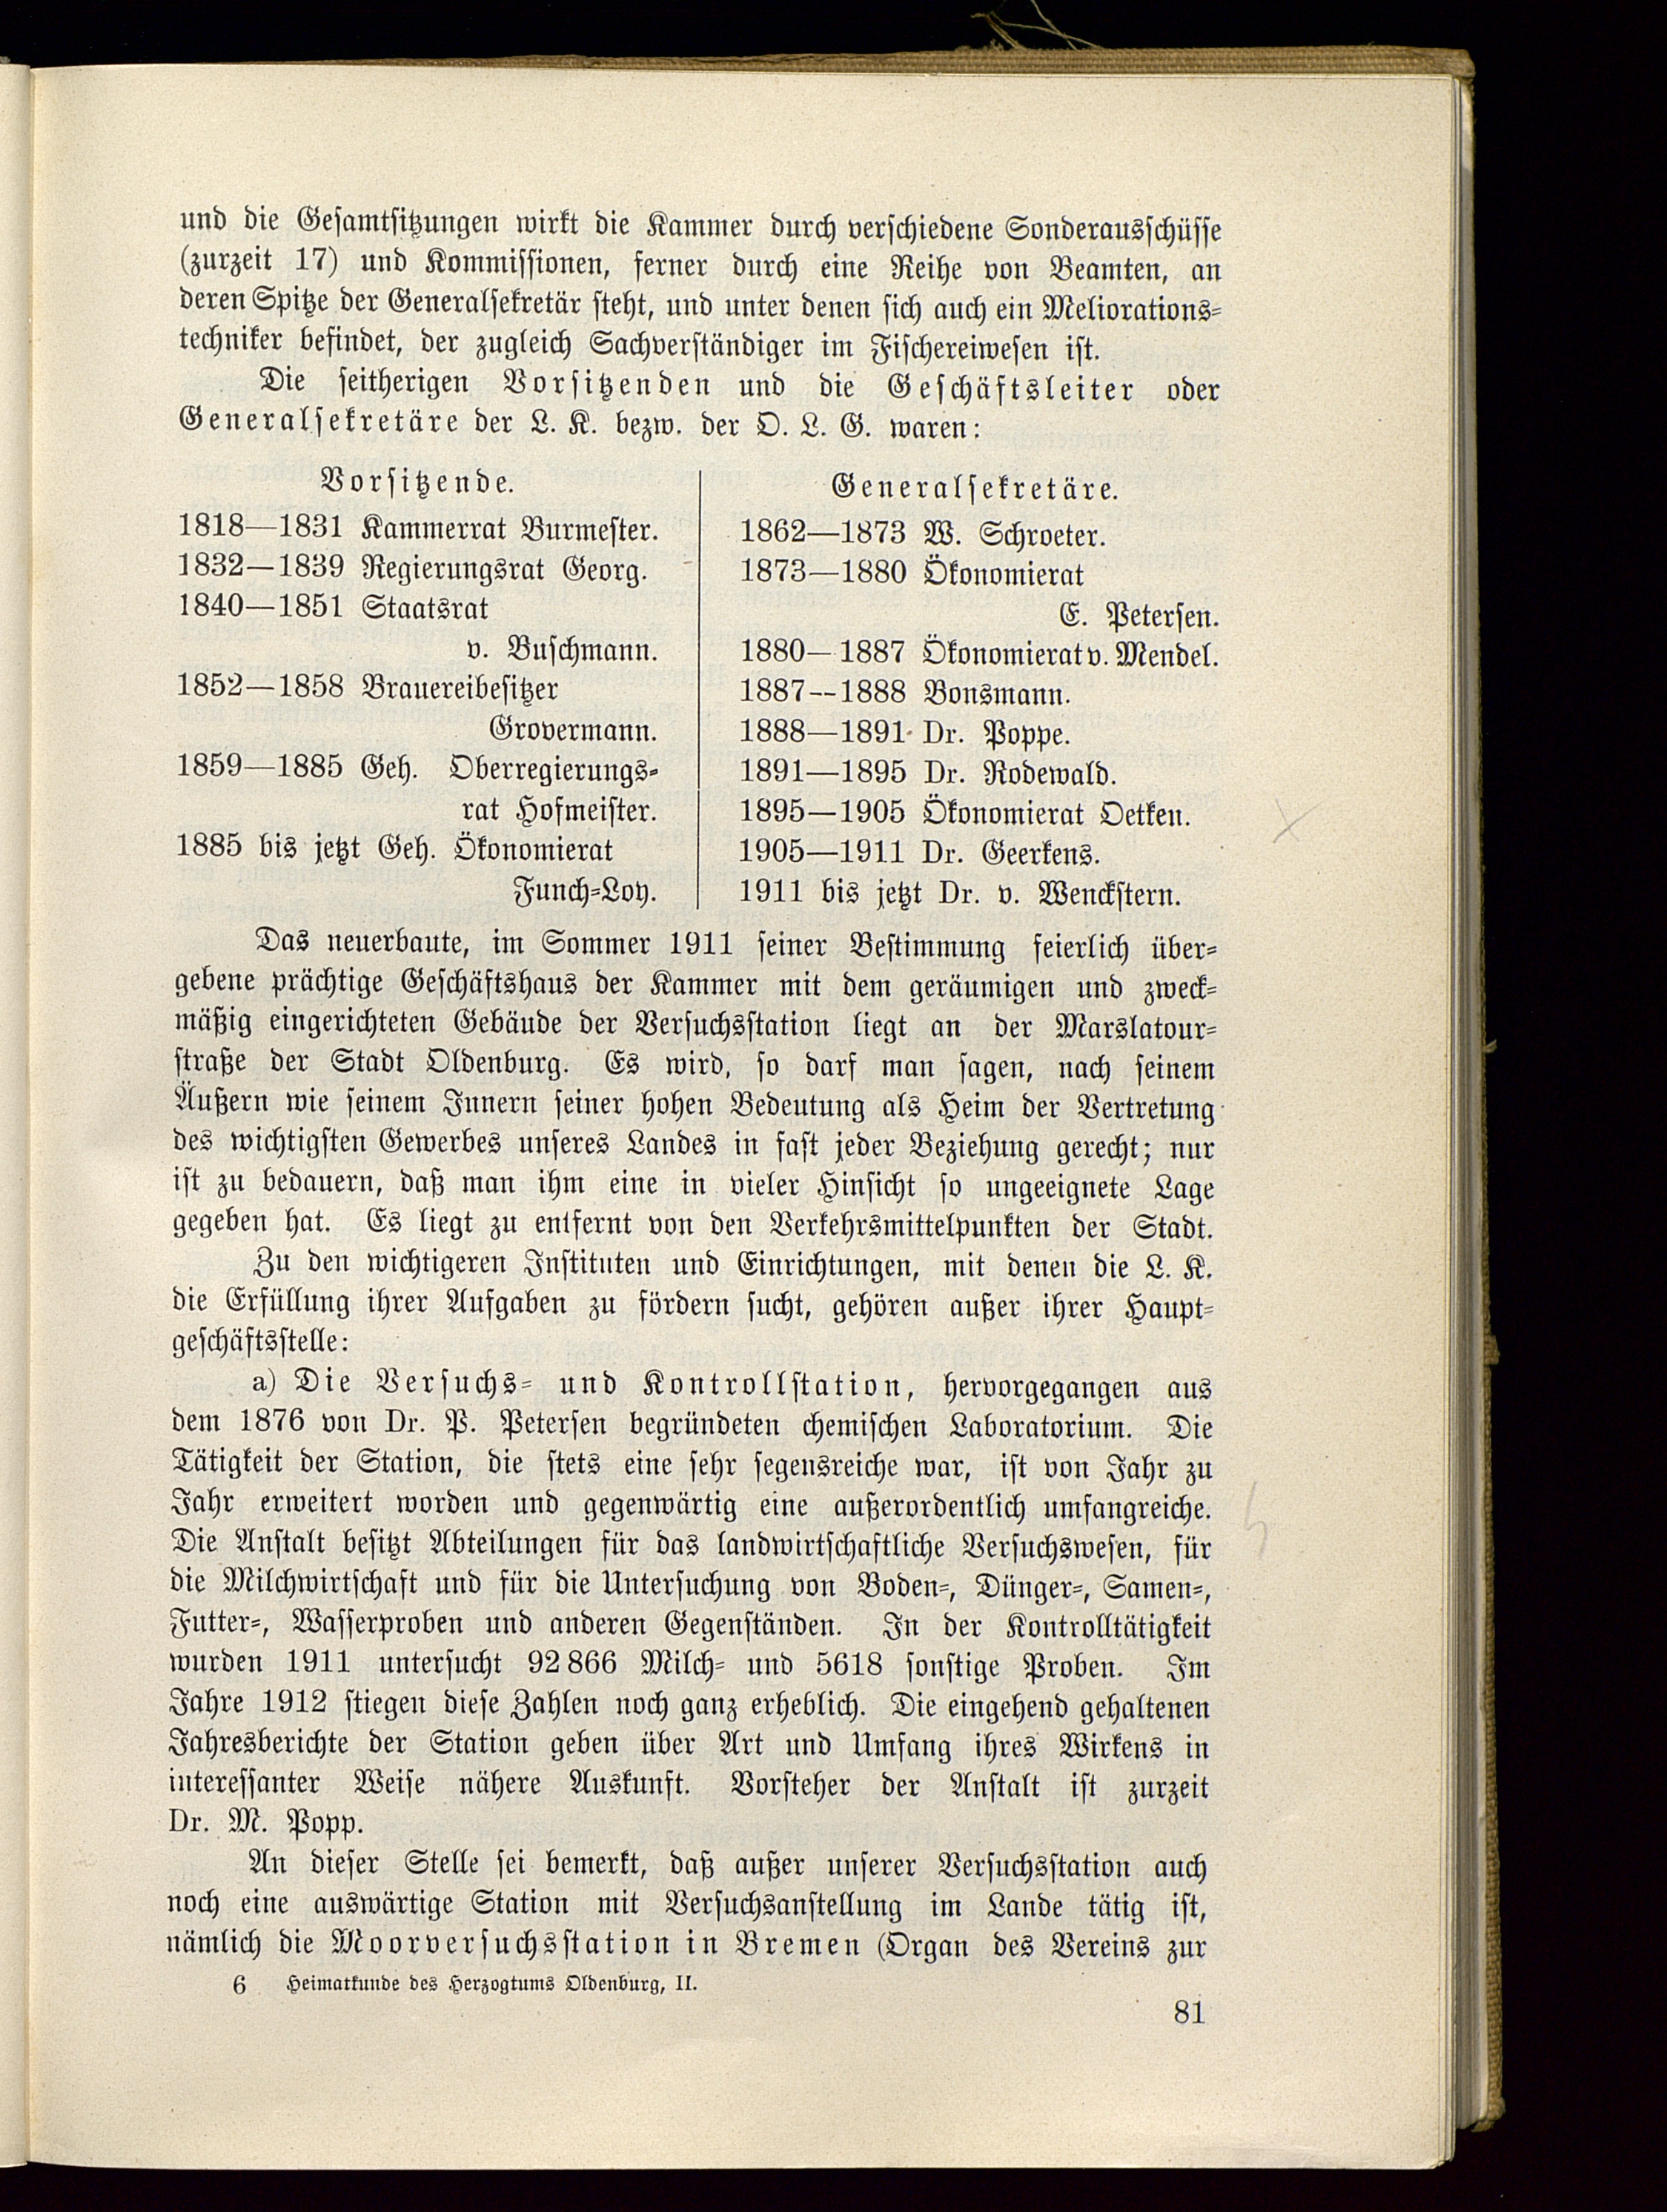 und die Gesamtsitzungen wirkt die Kammer durch verschiedene Sonderausschüsse
(zurzeit 17) und Kommissionen, ferner durch eine Reihe von Beamten, an
deren Spitze der Generalsekretär steht, und unter denen sich auch ein Meliorations-
techniker befindet, der zugleich Sachverständiger im Fischereiwesen ist.
Die seitherigen Vorsitzenden und die Geschäftsleiter oder
Generalsekretäre der L. K. bezw. der O. L. G. waren:
Vorsitzende.
1818—1831 Kammerrat Burmester.
1832—1839 Regierungsrat Georg.
1840—1851 Staatsrat
v. Buschmann.
1852—1858 Brauereibesitzer
Grovermann.
1859—1885 Geh. Oberregierungs-
rat Hofmeister.
1885 bis jetzt Geh. Ökonomierat
Funch-Loy.
Generalsekretäre.
1862—1873 W. Schroeter.
1873—1880 Ökonomierat
E. Petersen.
1880—1887 Ökonomierat v. Mendel.
1887--1888 Bonsmann.
1888—1891 Dr. Poppe.
1891—1895 Dr. Rodewald.
1895—1905 Ökonomierat Oetken.
1905—1911 Dr. Geerkens.
1911 bis jetzt Dr. v. Wenckstern.
Das neuerbaute, im Sommer 1911 seiner Bestimmung feierlich über-
gebene prächtige Geschäftshaus der Kammer mit dem geräumigen und zweck-
mäßig eingerichteten Gebäude der Versuchsstation liegt an der Marslatour-
straße der Stadt Oldenburg. Es wird, so darf man sagen, nach seinem
Äußern wie seinem Innern seiner hohen Bedeutung als Heim der Vertretung
des wichtigsten Gewerbes unseres Landes in fast jeder Beziehung gerecht; nur
ist zu bedauern, daß man ihm eine in vieler Hinsicht so ungeeignete Lage
gegeben hat. Es liegt zu entfernt von den Verkehrsmittelpunkten der Stadt.
Zu den wichtigeren Instituten und Einrichtungen, mit denen die L. K.
die Erfüllung ihrer Aufgaben zu fördern sucht, gehören außer ihrer Haupt-
geschäftsstelle:
a) Die Versuchs- und Kontrollstation, hervorgegangen aus
dem 1876 von Dr. P. Petersen begründeten chemischen Laboratorium. Die
Tätigkeit der Station, die stets eine sehr segensreiche war, ist von Jahr zu
Jahr erweitert worden und gegenwärtig eine außerordentlich umfangreiche.
Die Anstalt besitzt Abteilungen für das landwirtschaftliche Versuchswesen, für
die Milchwirtschaft und für die Untersuchung von Boden-, Dünger-, Samen-,
Futter-, Wasserproben und anderen Gegenständen. In der Kontrolltätigkeit
wurden 1911 untersucht 92 866 Milch- und 5618 sonstige Proben. Im
Jahre 1912 stiegen diese Zahlen noch ganz erheblich. Die eingehend gehaltenen
Jahresberichte der Station geben über Art und Umfang ihres Wirkens in
interessanter Weise nähere Auskunft. Vorsteher der Anstalt ist zurzeit
Dr. M. Popp.
An dieser Stelle sei bemerkt, daß außer unserer Versuchsstation auch
noch eine auswärtige Station mit Versuchsanstellung im Lande tätig ist,
nämlich die Moorversuchsstation in Bremen (Organ des Vereins zur
6 Heimatkunde des Herzogtums Oldenburg, II.
81